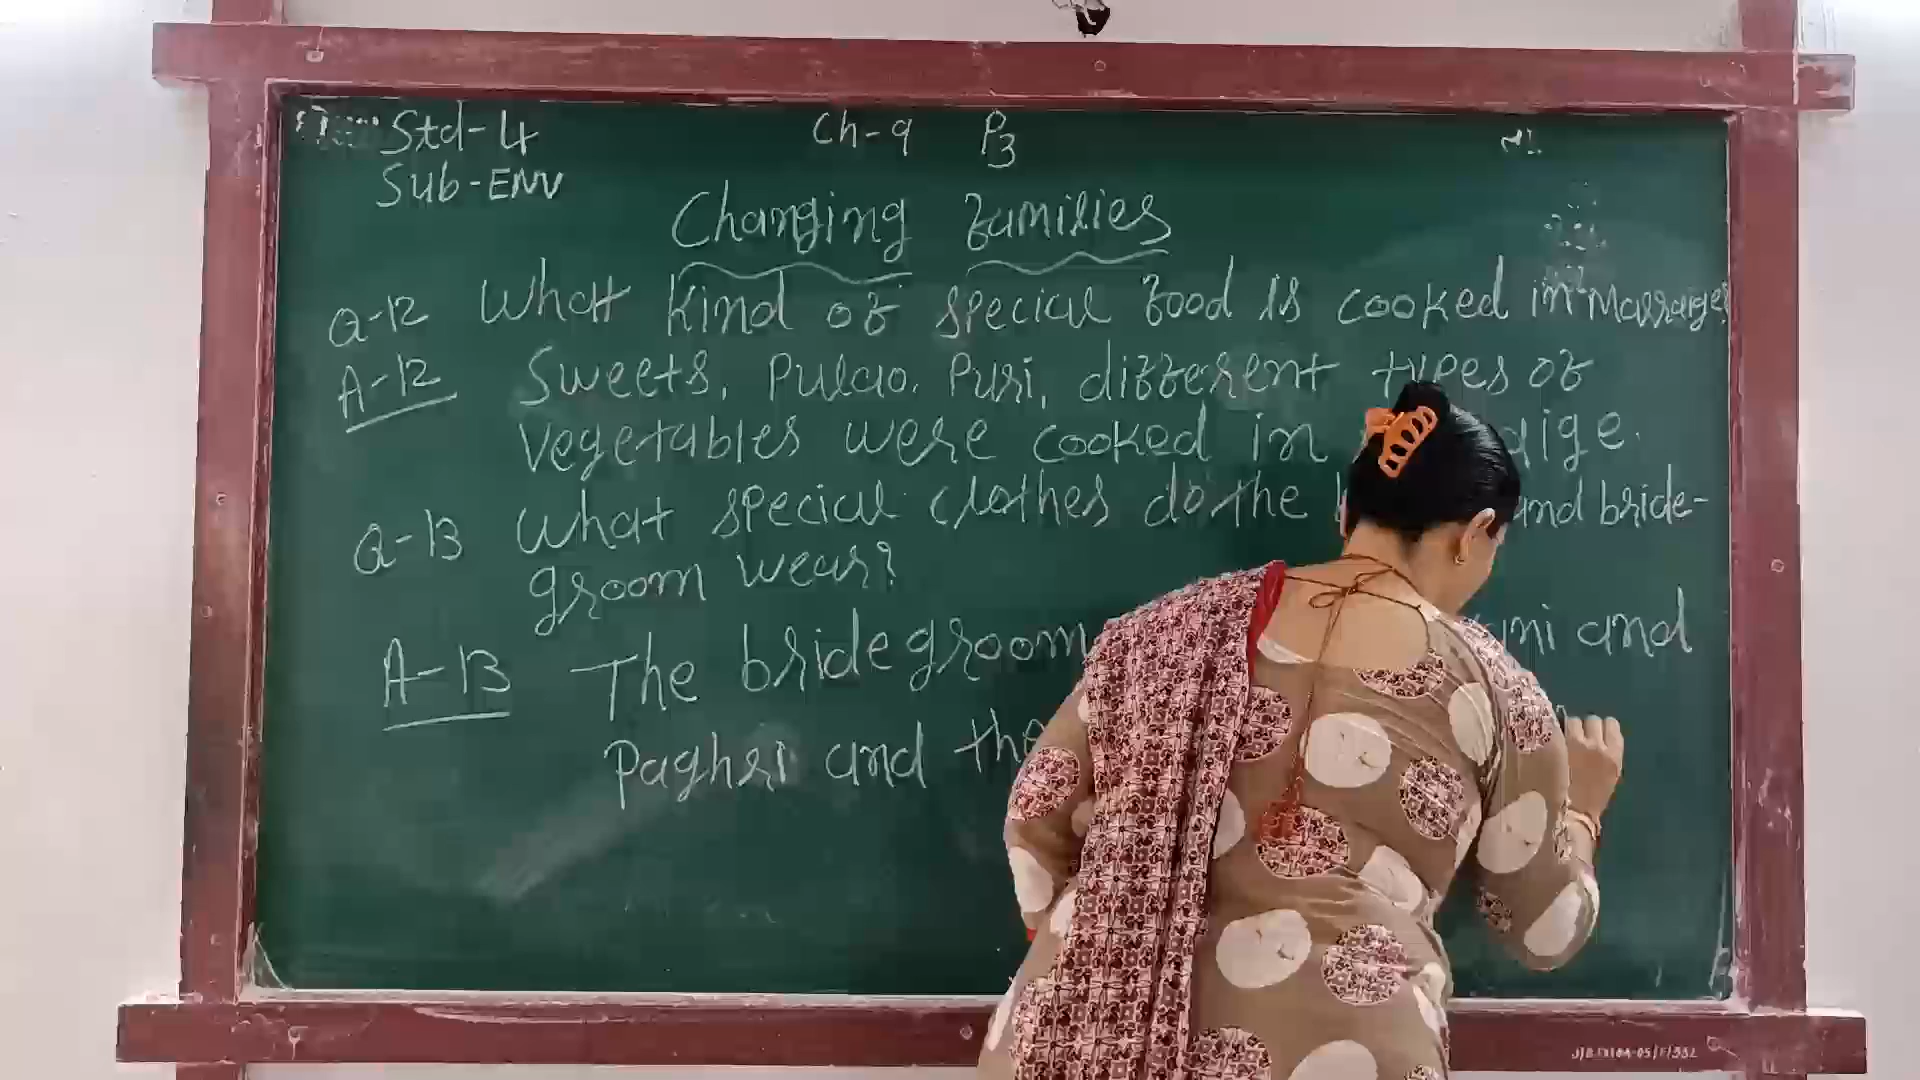 Std-4 Ch-9 P3
Sub-ENV
Changing Families
Q-12 What kind of special food is cooked in Marraige?
A-12 Sweets, Pulao, Puri, different types of
vegetables were cooked in
Q-13 What special clothes do the and bride-
groom wear?
A-13 The bridegroom and
Paghri and the